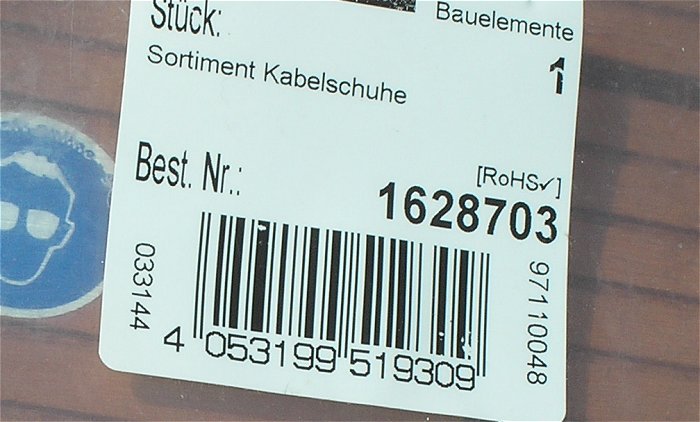 Bauelemente
Stück:
1
Sortiment Kabelschuhe
[RoHS✓]
Best. Nr.:
1628703
033144
97110048
4 053199 519309